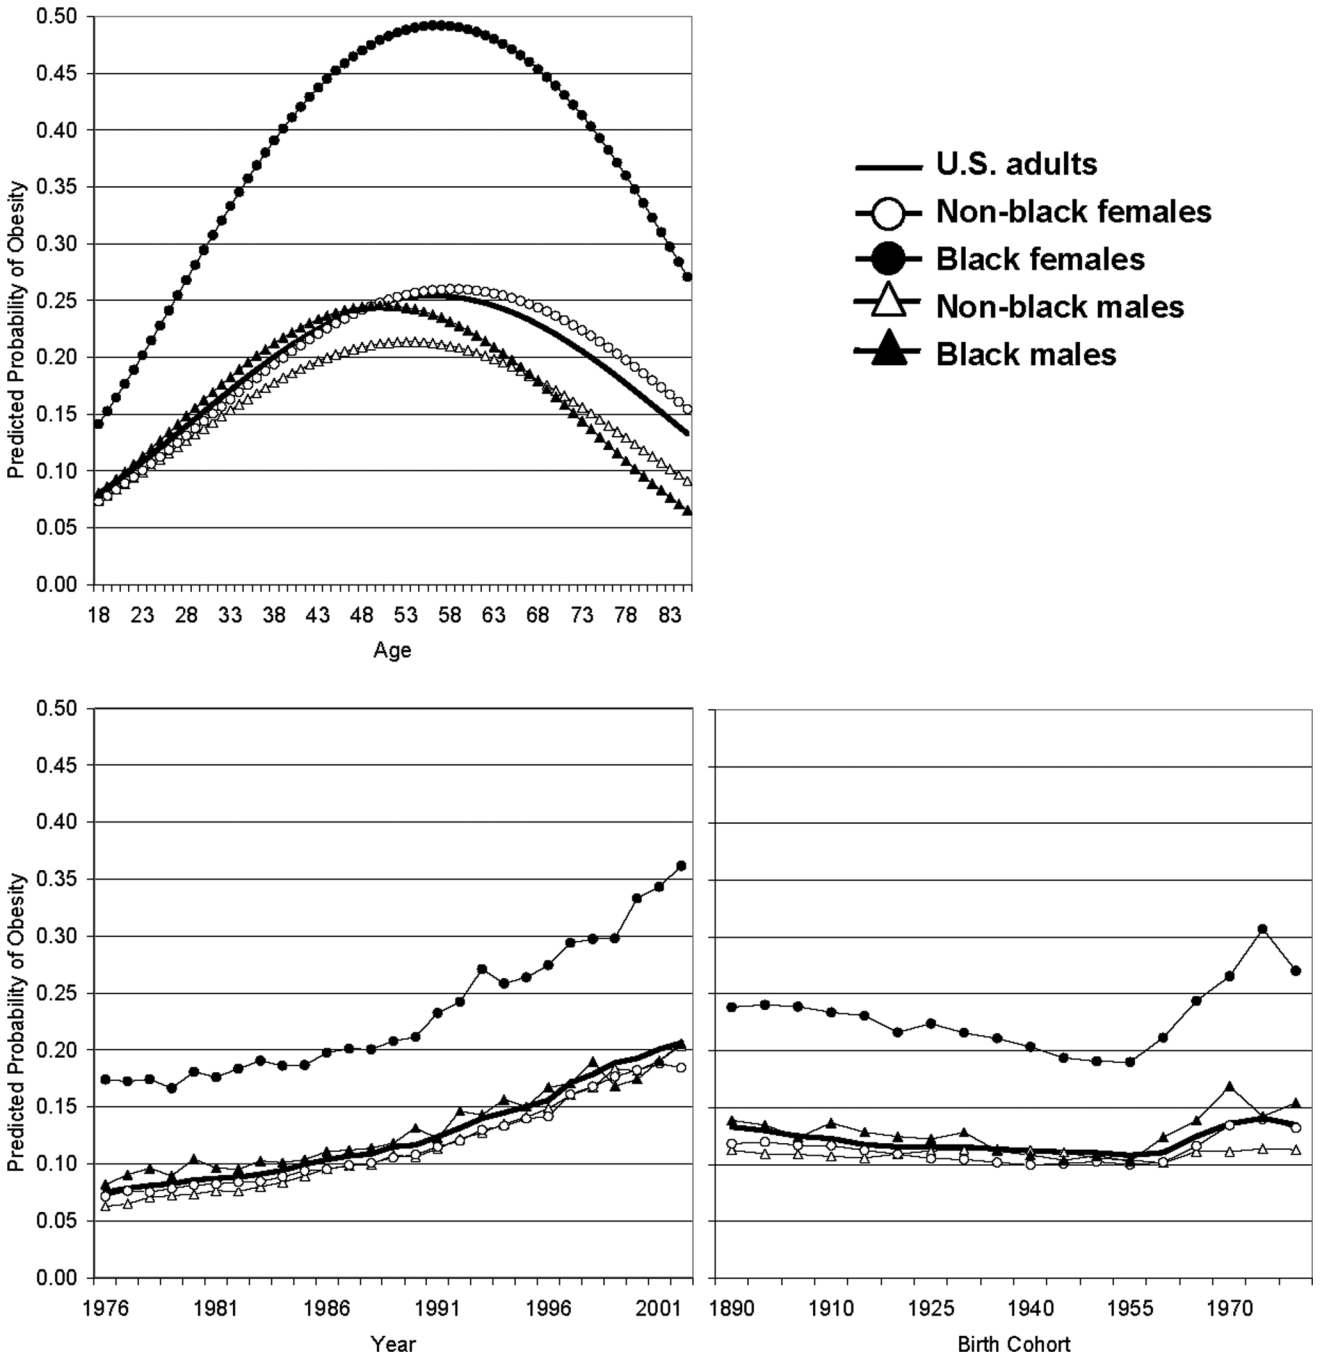 0.50
0.45
0.40
0.35
0.30
0.25
0.20
0.15
0.10
0.05
0.00
Predicted Probability of Obesity
18 23 28 33 38 43 48 53 58 63 68 73 78 83
Age
U.S. adults
Non-black females
Black females
Non-black males
Black males
0.50
0.45
0.40
0.35
0.30
0.25
0.20
0.15
0.10
0.05
0.00
Predicted Probability of Obesity
1976 1981 1986 1991 1996 2001
Year
1890 1910 1925 1940 1955 1970
Birth Cohort